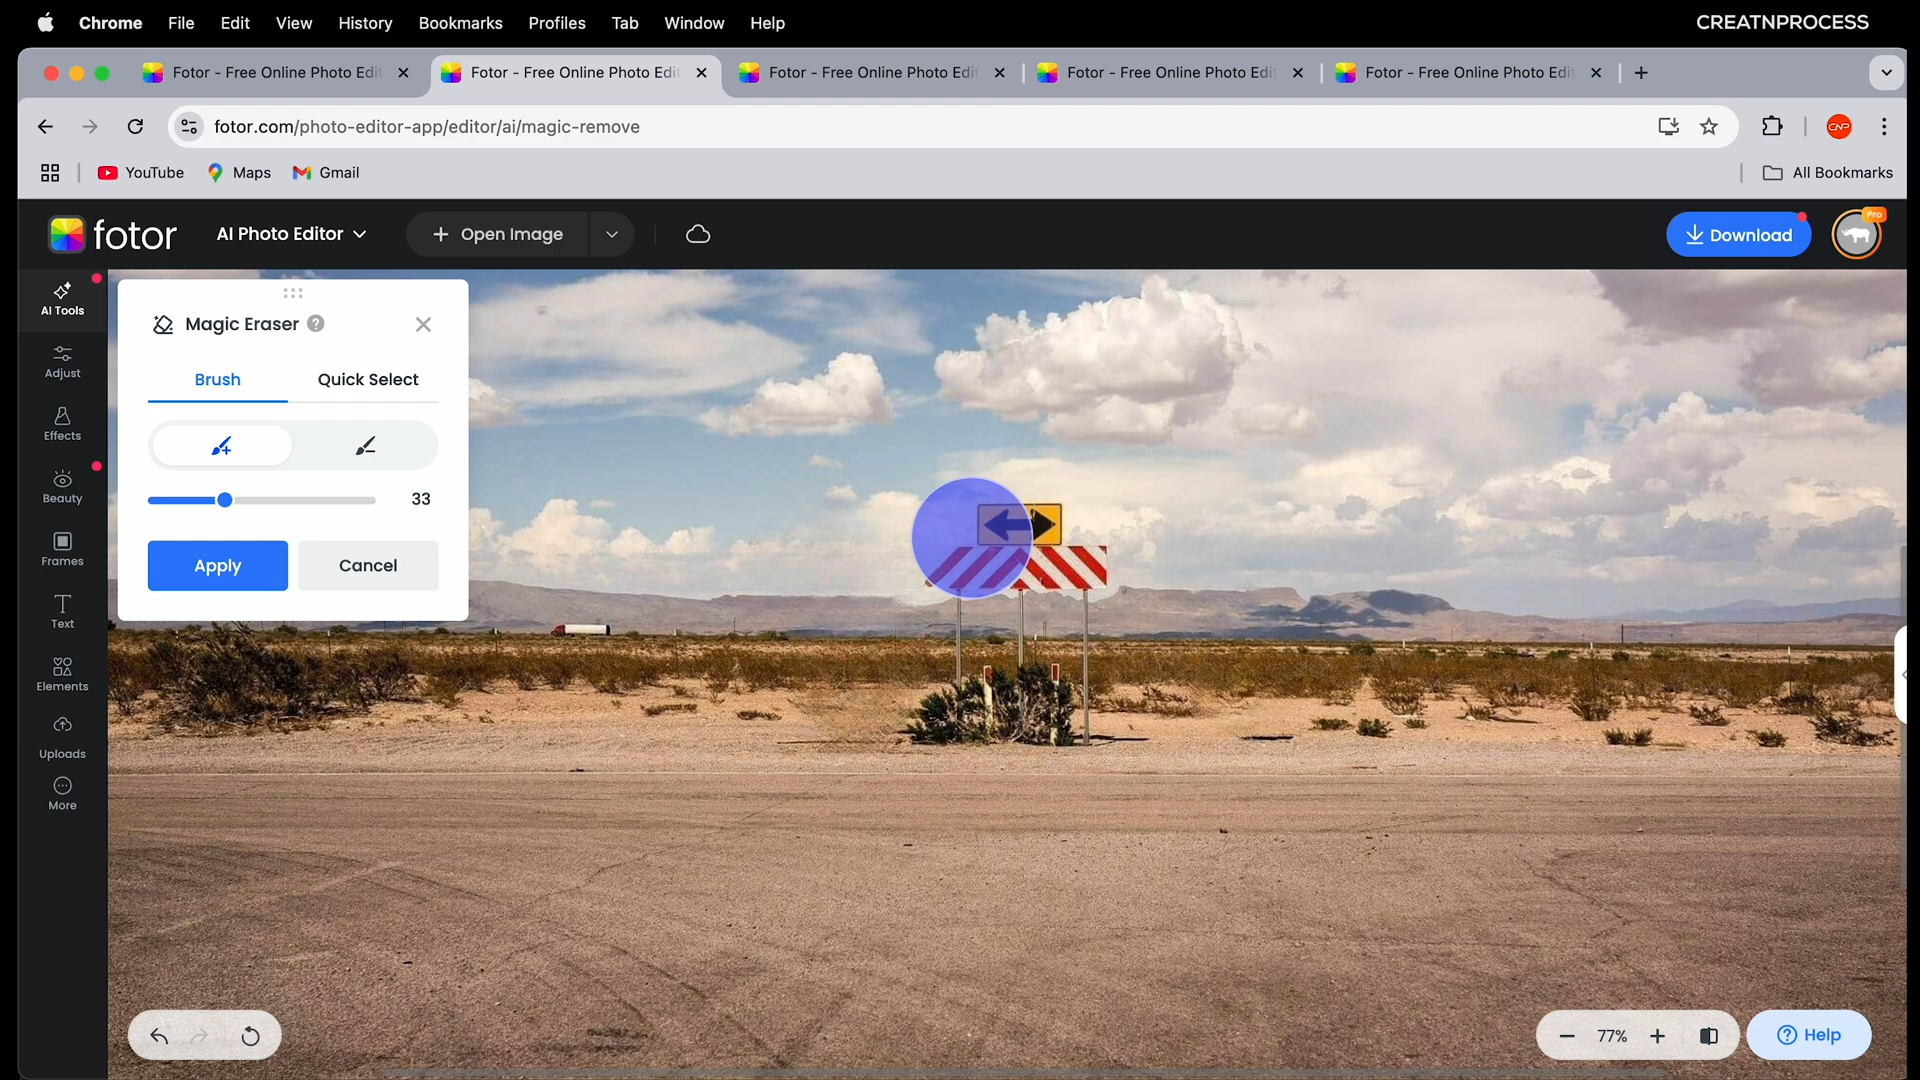 Chrome File Edit View History Bookmarks Profiles Tab Window Help CREATNPROCESS
Fotor - Free Online Photo Edi Fotor - Free Online Photo Edit Fotor - Free Online Photo Edi Fotor - Free Online Photo Edi Fotor - Free Online Photo Edit
fotor.com/photo-editor-app/editor/ai/magic-remove CNP
YouTube Maps Gmail All Bookmarks
fotor AI Photo Editor Open Image Download Pro
AI Tools
Adjust
Effects
Beauty
Frames
Text
Elements
Uploads
More
Magic Eraser ?
Brush Quick Select
33
Apply Cancel
77% Help